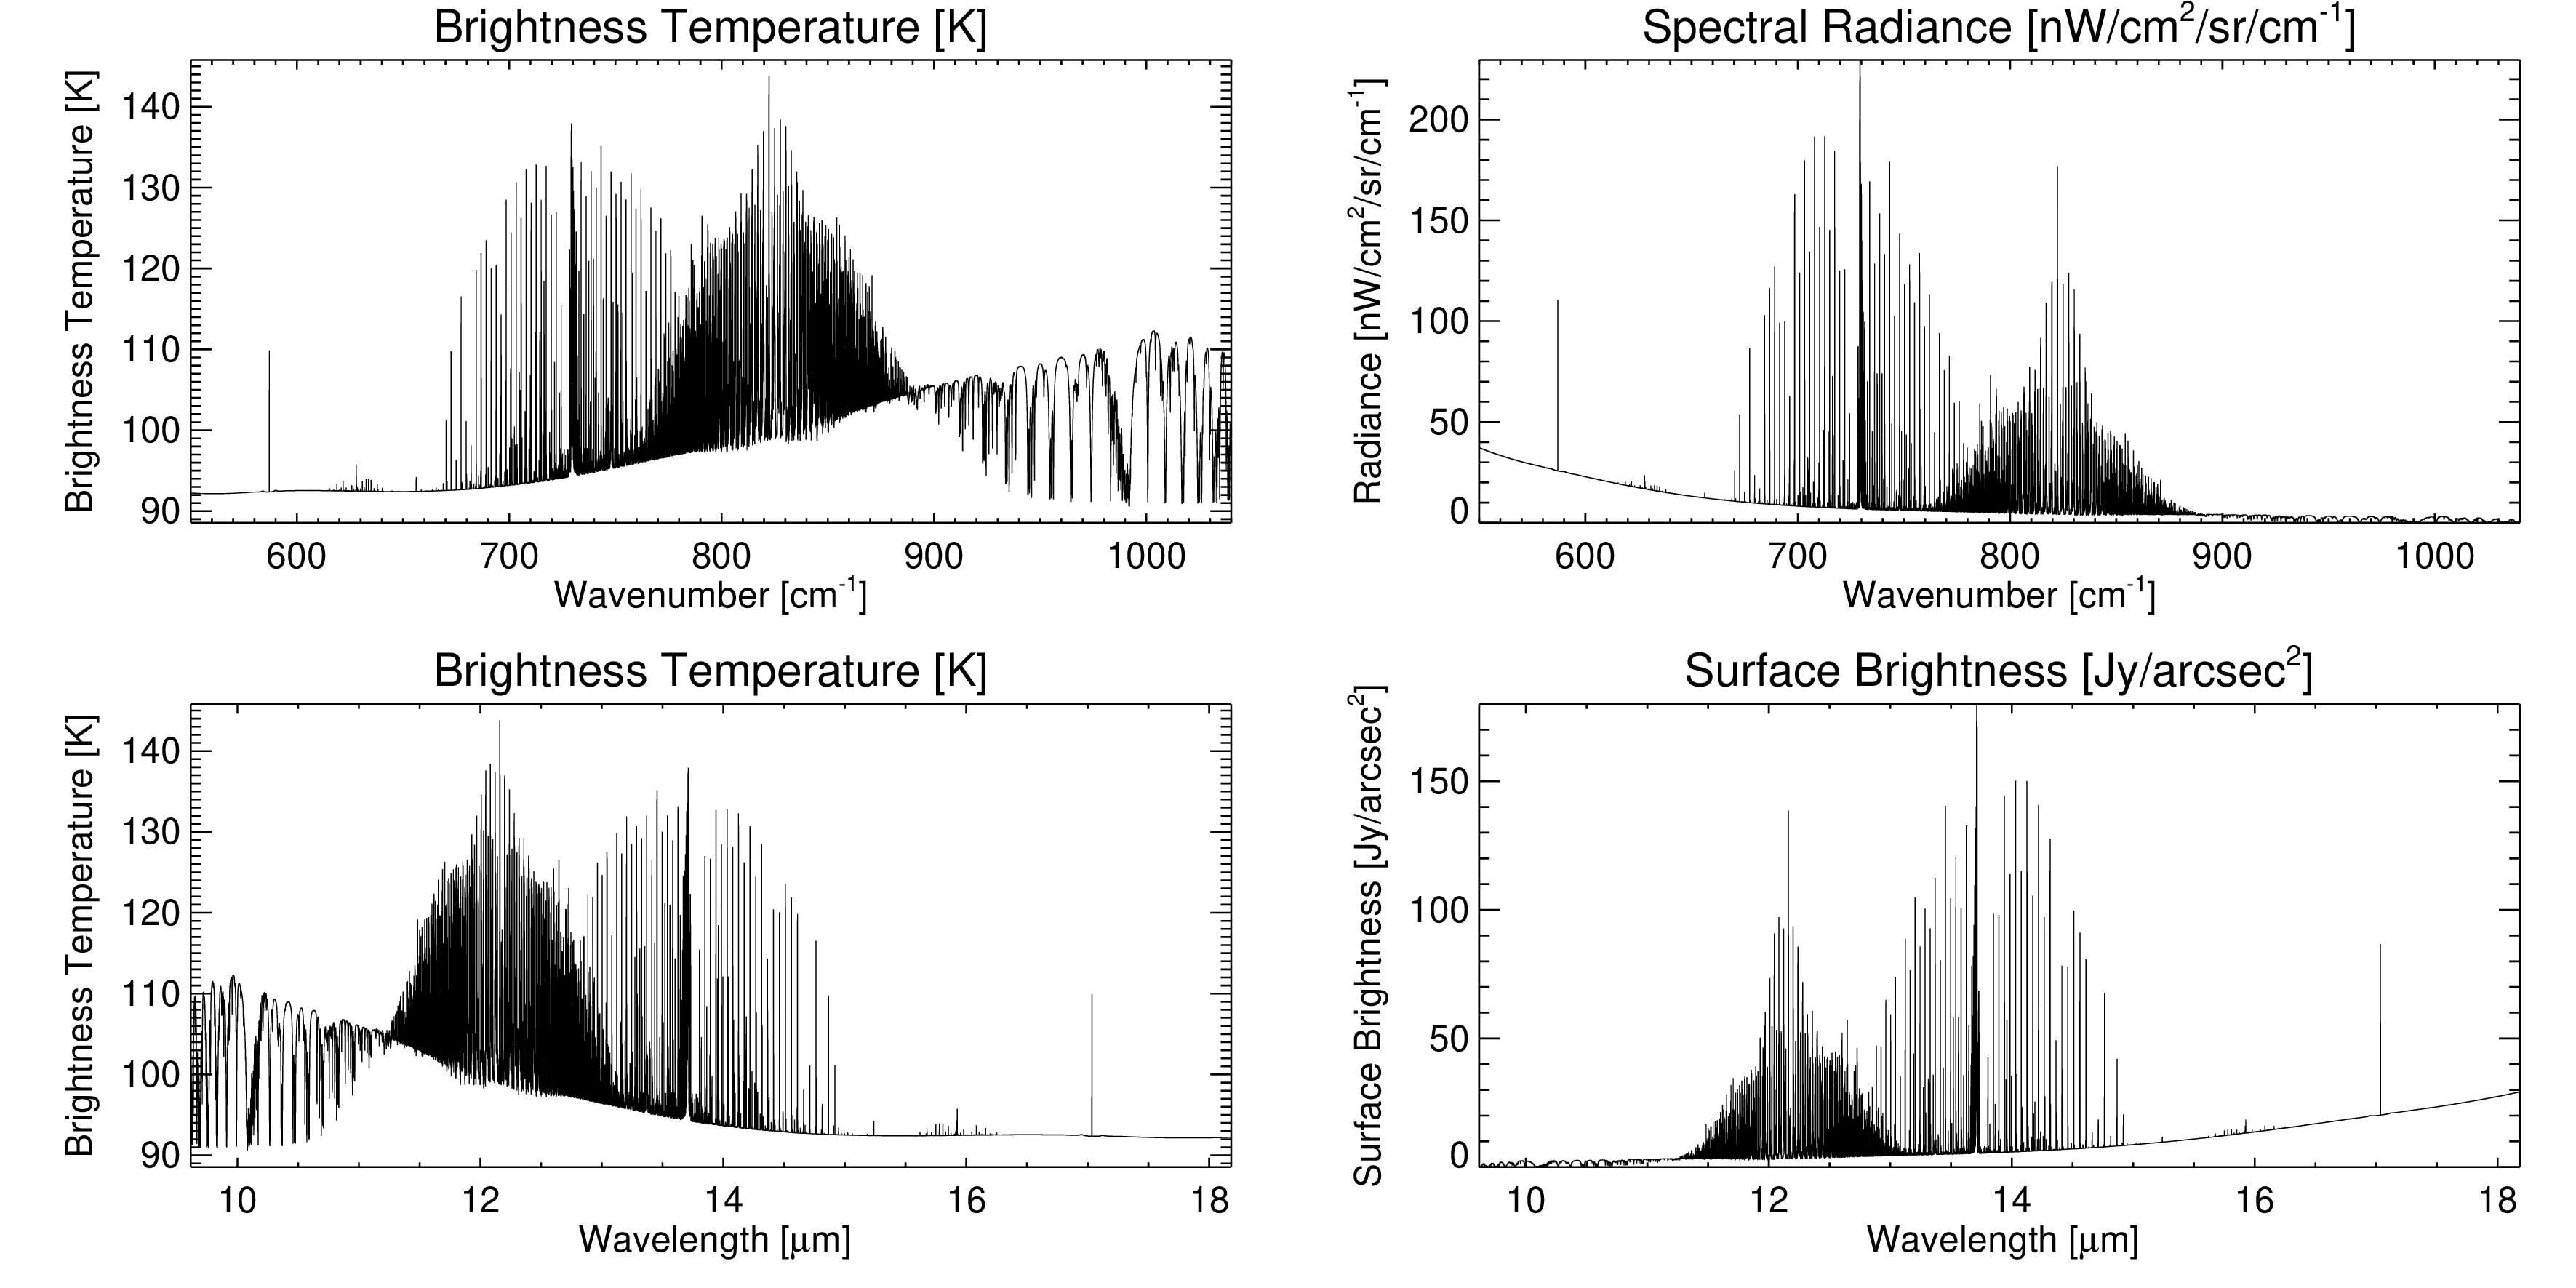 Brightness Temperature [K]
Brightness Temperature [K]
140
130
120
110
100
90
600 700 800 900 1000
Wavenumber [cm⁻¹]
Spectral Radiance [nW/cm²/sr/cm⁻¹]
Radiance [nW/cm²/sr/cm⁻¹]
200
150
100
50
0
600 700 800 900 1000
Wavenumber [cm⁻¹]
Brightness Temperature [K]
Brightness Temperature [K]
140
130
120
110
100
90
10 12 14 16 18
Wavelength [μm]
Surface Brightness [Jy/arcsec²]
Surface Brightness [Jy/arcsec²]
150
100
50
0
10 12 14 16 18
Wavelength [μm]